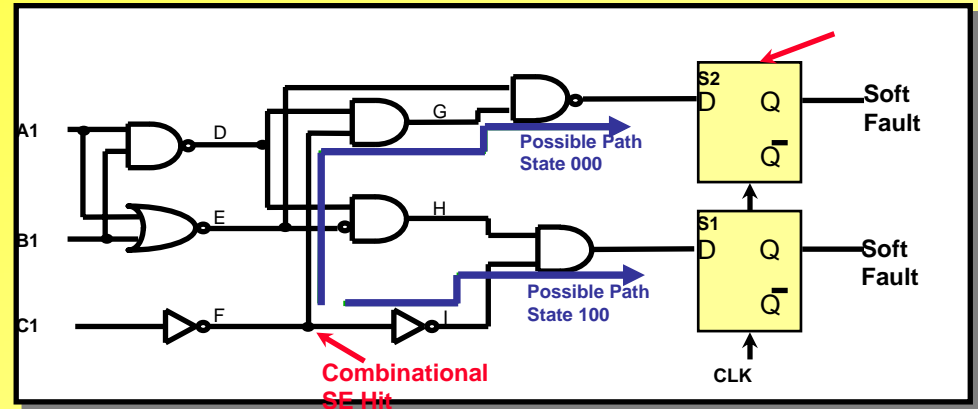 A1
B1
C1
D
E
F
G
H
I
Possible Path
State 000
Possible Path
State 100
Combinational
SE Hit
S2
D Q
Q
Soft
Fault
S1
D Q
Q
Soft
Fault
CLK